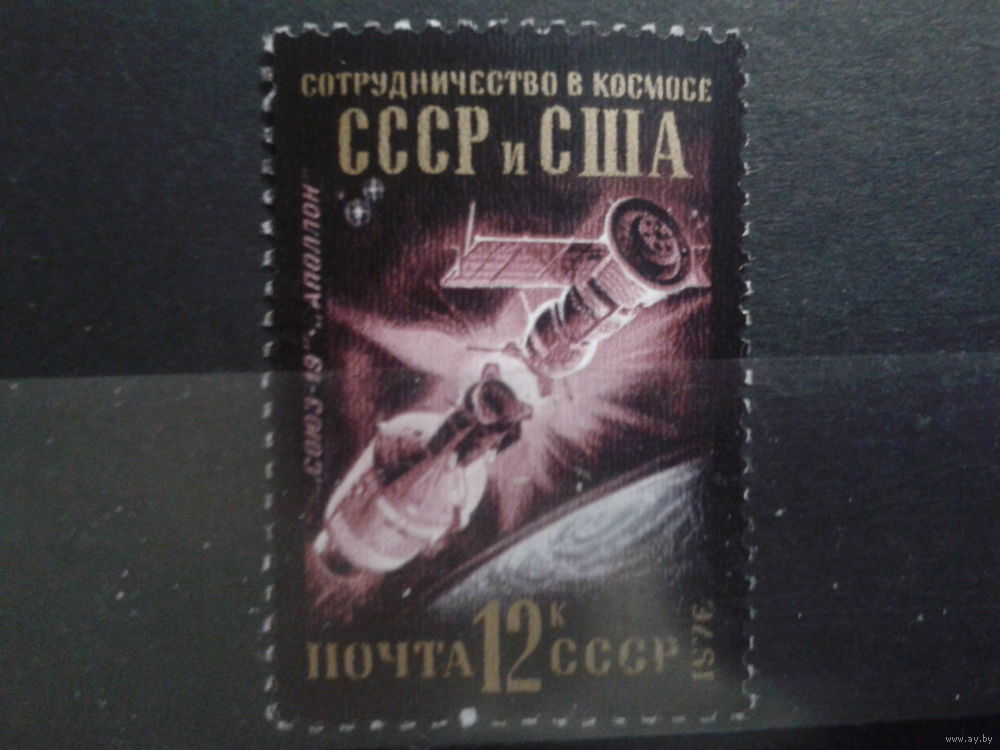 СОТРУДНИЧЕСТВО В КОСМОСЕ
СССР и США
„СОЮЗ-19“-„АПОЛЛОН“
ПОЧТА 12 К СССР
1976
www.ay.by